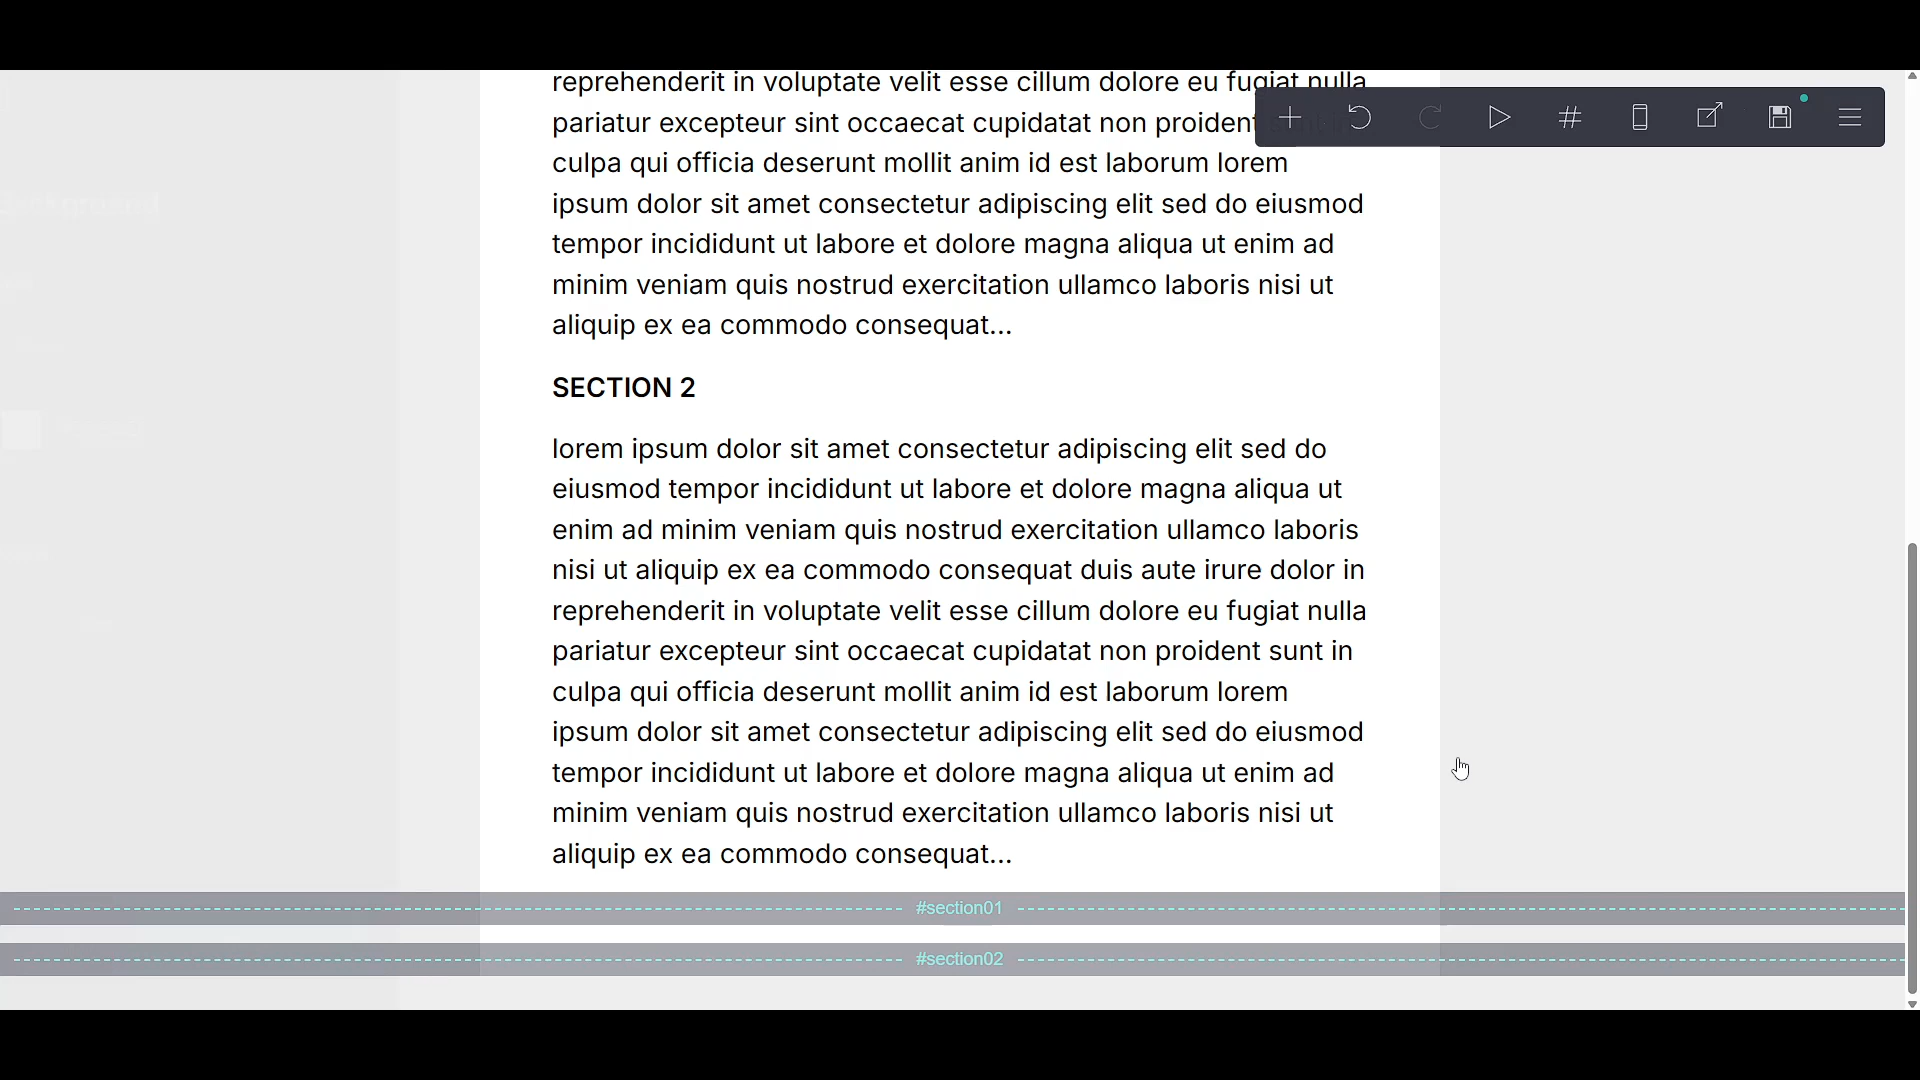 reprehenderit in voluptate velit esse cillum dolore eu fugiat nulla
pariatur excepteur sint occaecat cupidatat non proident sunt in
culpa qui officia deserunt mollit anim id est laborum lorem
ipsum dolor sit amet consectetur adipiscing elit sed do eiusmod
tempor incididunt ut labore et dolore magna aliqua ut enim ad
minim veniam quis nostrud exercitation ullamco laboris nisi ut
aliquip ex ea commodo consequat...
SECTION 2
lorem ipsum dolor sit amet consectetur adipiscing elit sed do
eiusmod tempor incididunt ut labore et dolore magna aliqua ut
enim ad minim veniam quis nostrud exercitation ullamco laboris
nisi ut aliquip ex ea commodo consequat duis aute irure dolor in
reprehenderit in voluptate velit esse cillum dolore eu fugiat nulla
pariatur excepteur sint occaecat cupidatat non proident sunt in
culpa qui officia deserunt mollit anim id est laborum lorem
ipsum dolor sit amet consectetur adipiscing elit sed do eiusmod
tempor incididunt ut labore et dolore magna aliqua ut enim ad
minim veniam quis nostrud exercitation ullamco laboris nisi ut
aliquip ex ea commodo consequat...
#section01
#section02